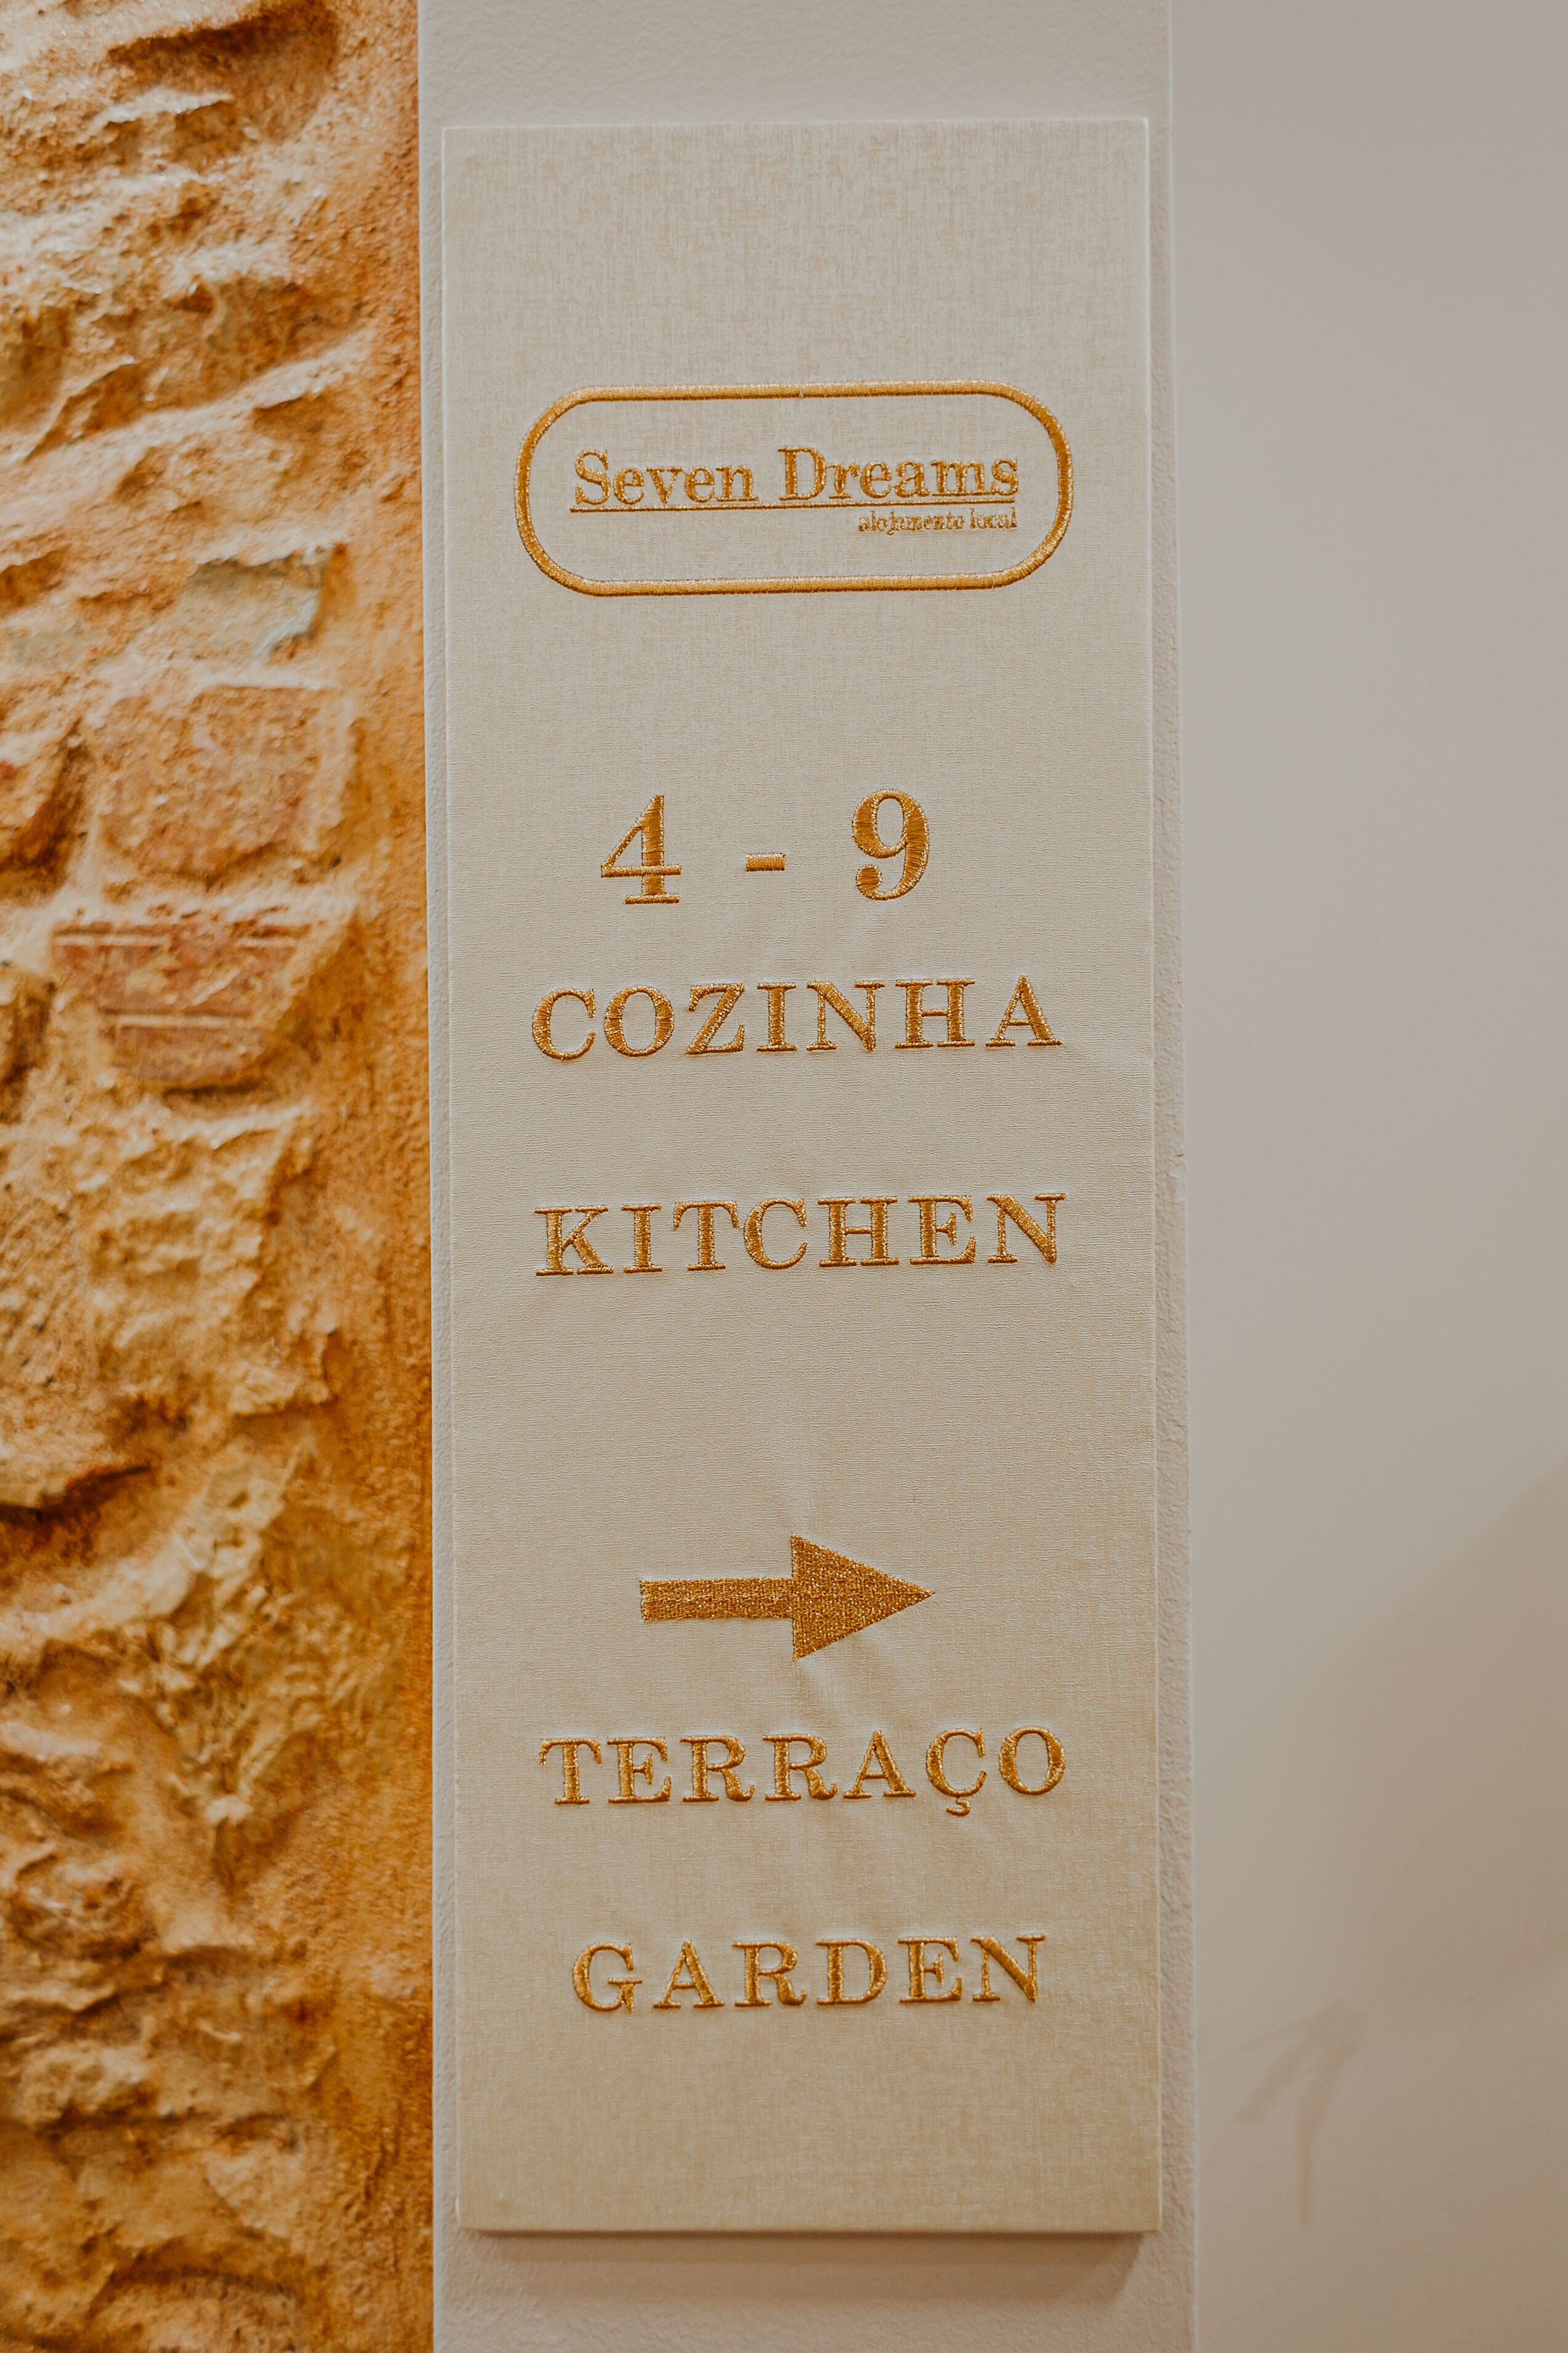 Seven Dreams
alojamento local
4 - 9
COZINHA
KITCHEN
TERRAÇO
GARDEN